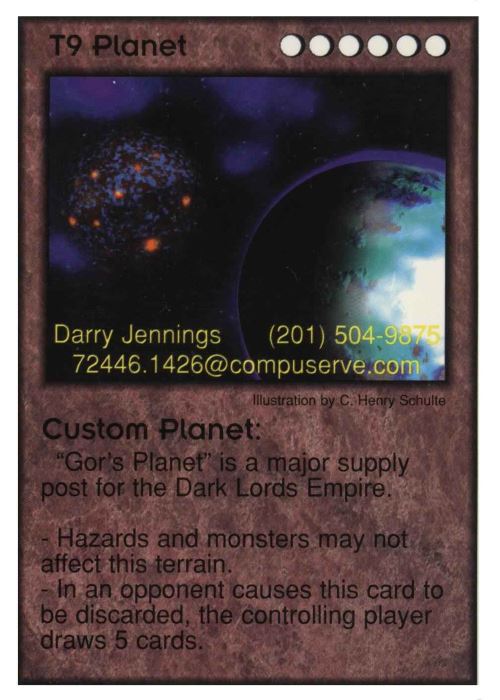 T9 Planet
Darry Jennings (201) 504-9875
72446.1426@compuserve.com
Illustration by C. Henry Schulte
Custom Planet:
"Gor's Planet" is a major supply
post for the Dark Lords Empire.
- Hazards and monsters may not
affect this terrain.
- In an opponent causes this card to
be discarded, the controlling player
draws 5 cards.